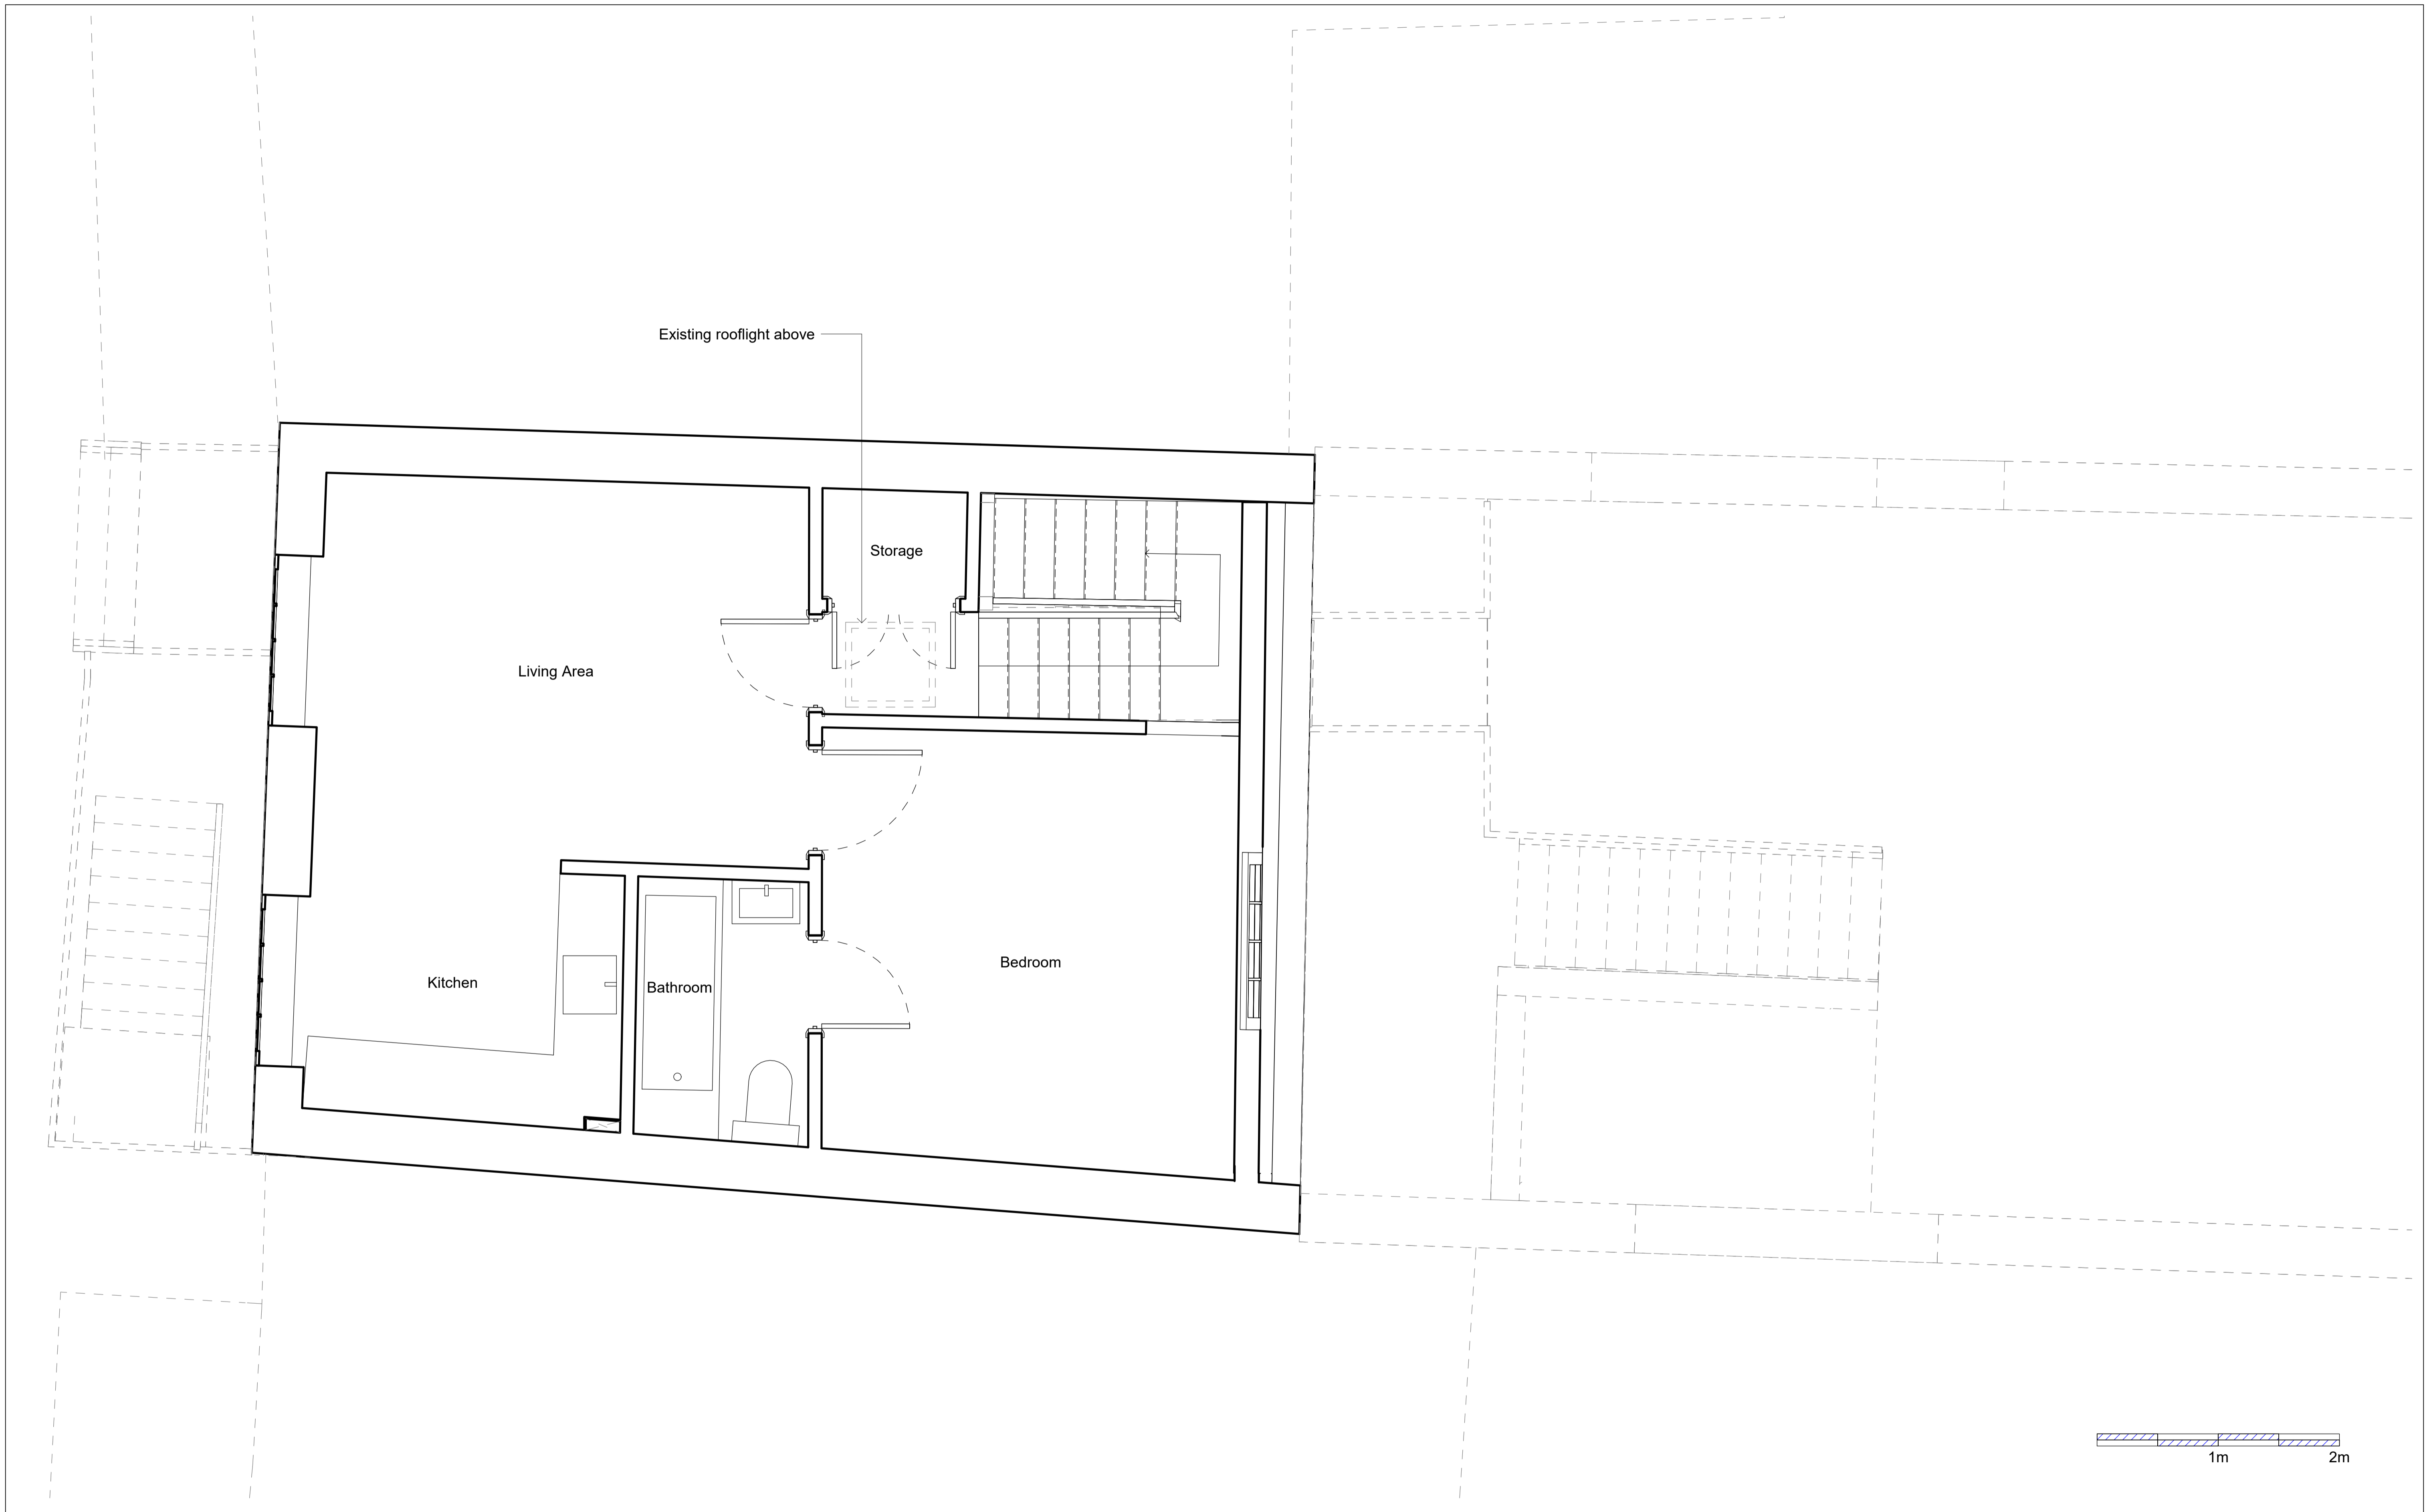 Existing rooflight above
Storage
Living Area
Bedroom
Kitchen
Bathroom
1m
2m